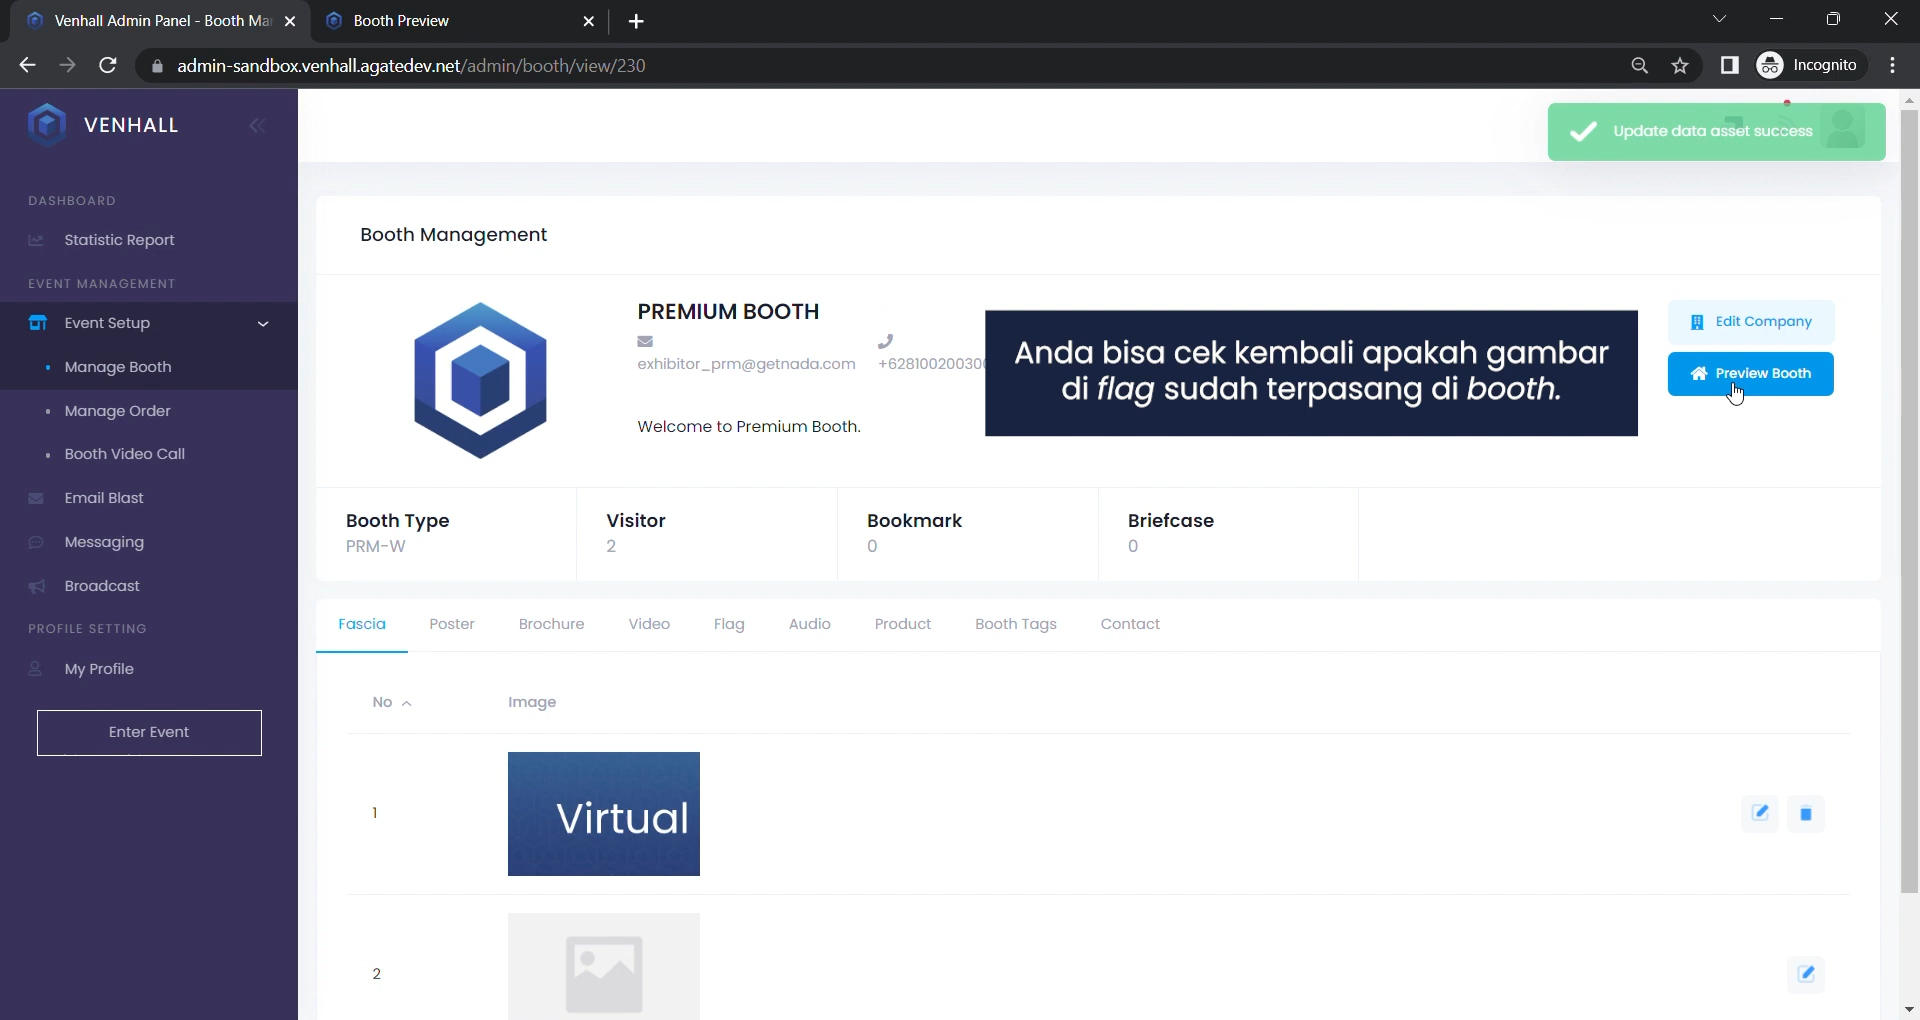 Venhall Admin Panel - Booth Ma
Booth Preview
admin-sandbox.venhall.agatedev.net/admin/booth/view/230
Incognito
VENHALL
Update data asset success
DASHBOARD
Statistic Report
EVENT MANAGEMENT
Event Setup
Manage Booth
Manage Order
Booth Video Call
Email Blast
Messaging
Broadcast
PROFILE SETTING
My Profile
Enter Event
Booth Management
PREMIUM BOOTH
exhibitor_prm@getnada.com
+62810020030
Welcome to Premium Booth.
Anda bisa cek kembali apakah gambar
di flag sudah terpasang di booth.
Edit Company
Preview Booth
Booth Type
PRM-W
Visitor
2
Bookmark
0
Briefcase
0
Fascia Poster Brochure Video Flag Audio Product Booth Tags Contact
No Image
1
Virtual
2